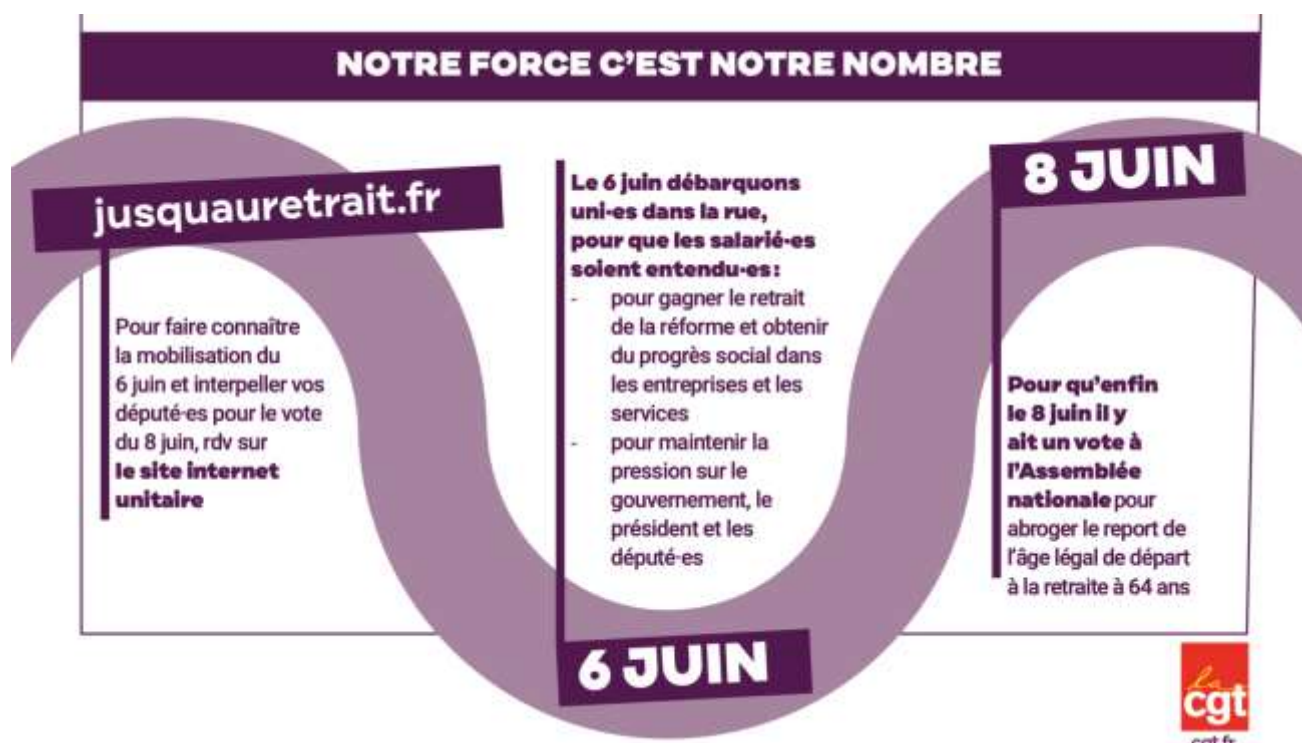 NOTRE FORCE C'EST NOTRE NOMBRE
jusquauretrait.fr
Pour faire connaître
la mobilisation du
6 juin et interpeller vos
député·es pour le vote
du 8 juin, rdv sur
le site internet
unitaire
Le 6 juin débarquons
uni·es dans la rue,
pour que les salarié·es
soient entendu·es :
- pour gagner le retrait
de la réforme et obtenir
du progrès social dans
les entreprises et les
services
- pour maintenir la
pression sur le
gouvernement, le
président et les
député·es
6 JUIN
8 JUIN
Pour qu'enfin
le 8 juin il y
ait un vote à
l'Assemblée
nationale pour
abroger le report de
l'âge légal de départ
à la retraite à 64 ans
la
cgt
cgt.fr